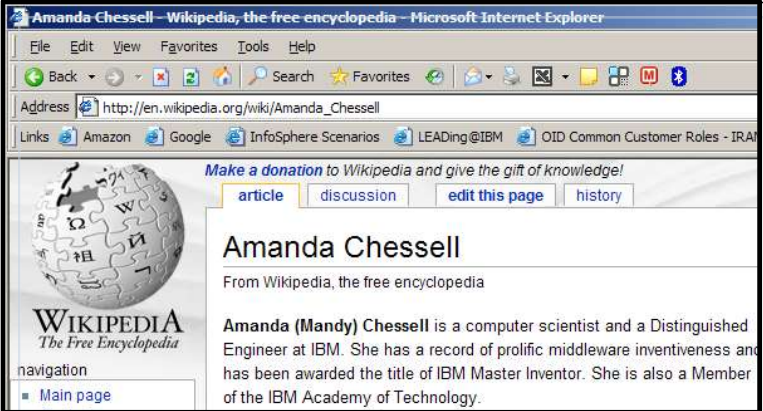 Amanda Chessell - Wikipedia, the free encyclopedia - Microsoft Internet Explorer
File Edit View Favorites Tools Help
Back Search Favorites
Address http://en.wikipedia.org/wiki/Amanda_Chessell
Links Amazon Google InfoSphere Scenarios LEADing@IBM OID Common Customer Roles - IRA
Make a donation to Wikipedia and give the gift of knowledge!
article discussion edit this page history
Amanda Chessell
From Wikipedia, the free encyclopedia
Amanda (Mandy) Chessell is a computer scientist and a Distinguished
Engineer at IBM. She has a record of prolific middleware inventiveness and
has been awarded the title of IBM Master Inventor. She is also a Member
of the IBM Academy of Technology.
WIKIPEDIA
The Free Encyclopedia
navigation
Main page